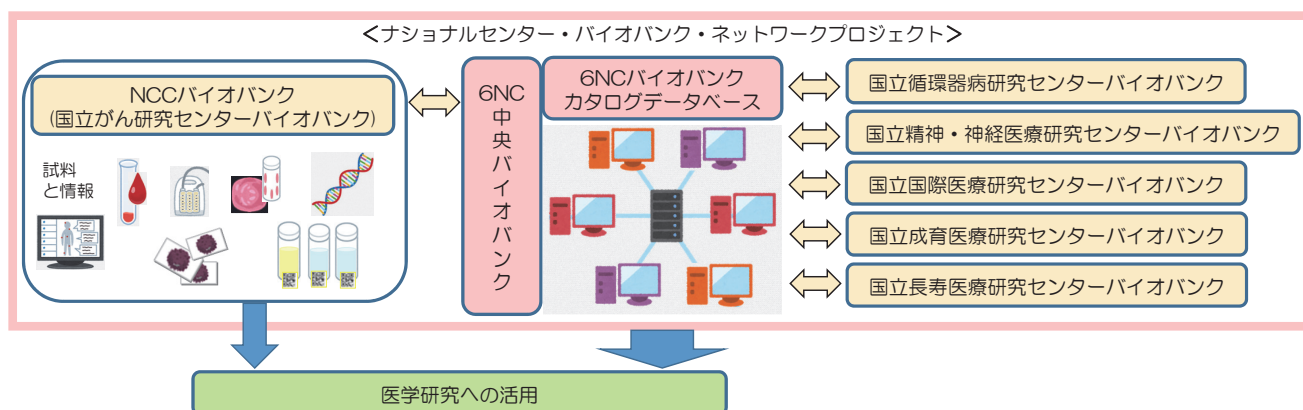 <ナショナルセンター・バイオバンク・ネットワークプロジェクト>
NCCバイオバンク
(国立がん研究センターバイオバンク)
試料
と情報
6NC
中
央
バ
イ
オ
バ
ン
ク
6NCバイオバンク
カタログデータベース
国立循環器病研究センターバイオバンク
国立精神・神経医療研究センターバイオバンク
国立国際医療研究センターバイオバンク
国立成育医療研究センターバイオバンク
国立長寿医療研究センターバイオバンク
医学研究への活用